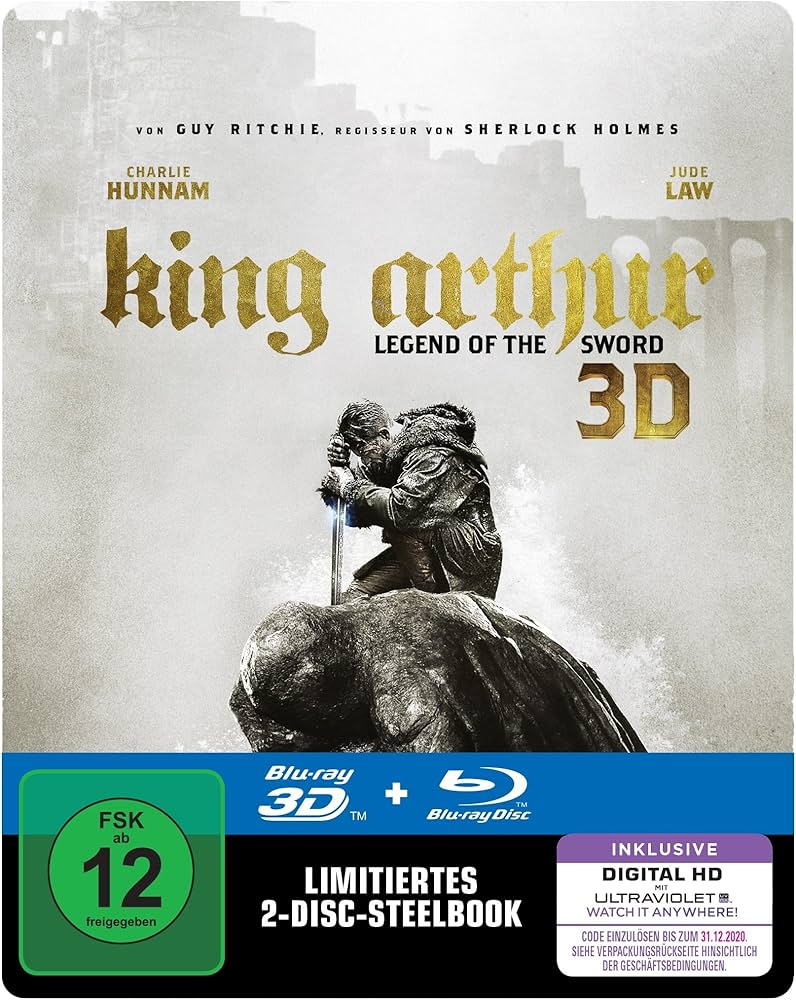 VON GUY RITCHIE, REGISSEUR VON SHERLOCK HOLMES
CHARLIE
HUNNAM
JUDE
LAW
king arthur
LEGEND OF THE SWORD
3D
Blu-ray
3D™ + Blu-ray Disc™
FSK
ab
12
freigegeben
LIMITIERTES
2-DISC-STEELBOOK
INKLUSIVE
DIGITAL HD
MIT
ULTRAVIOLET
WATCH IT ANYWHERE!
CODE EINZULÖSEN BIS ZUM 31.12.2020.
SIEHE VERPACKUNGSRÜCKSEITE HINSICHTLICH
DER GESCHÄFTSBEDINGUNGEN.